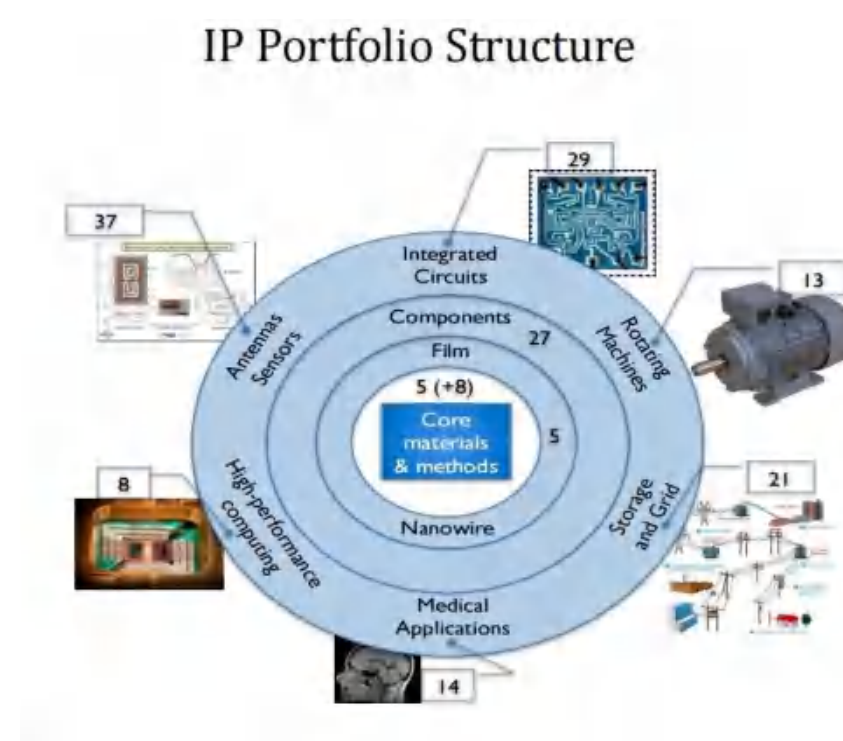 IP Portfolio Structure
29
37
13
Integrated
Circuits
Antennas
Sensors
Rotating
Machines
Components
27
Film
5 (+8)
Core
materials
& methods
5
8
21
High-performance
computing
Storage
and Grid
Nanowire
Medical
Applications
14